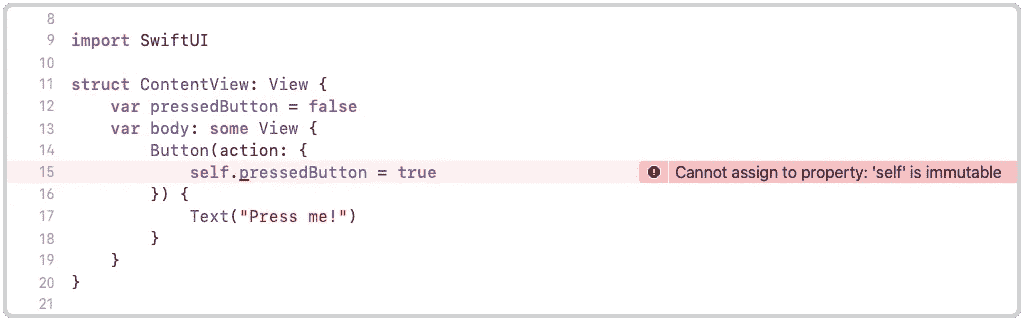 8
9 import SwiftUI
10
11 struct ContentView: View {
12     var pressedButton = false
13     var body: some View {
14         Button(action: {
15             self.pressedButton = true Cannot assign to property: 'self' is immutable
16         }) {
17             Text("Press me!")
18         }
19     }
20 }
21